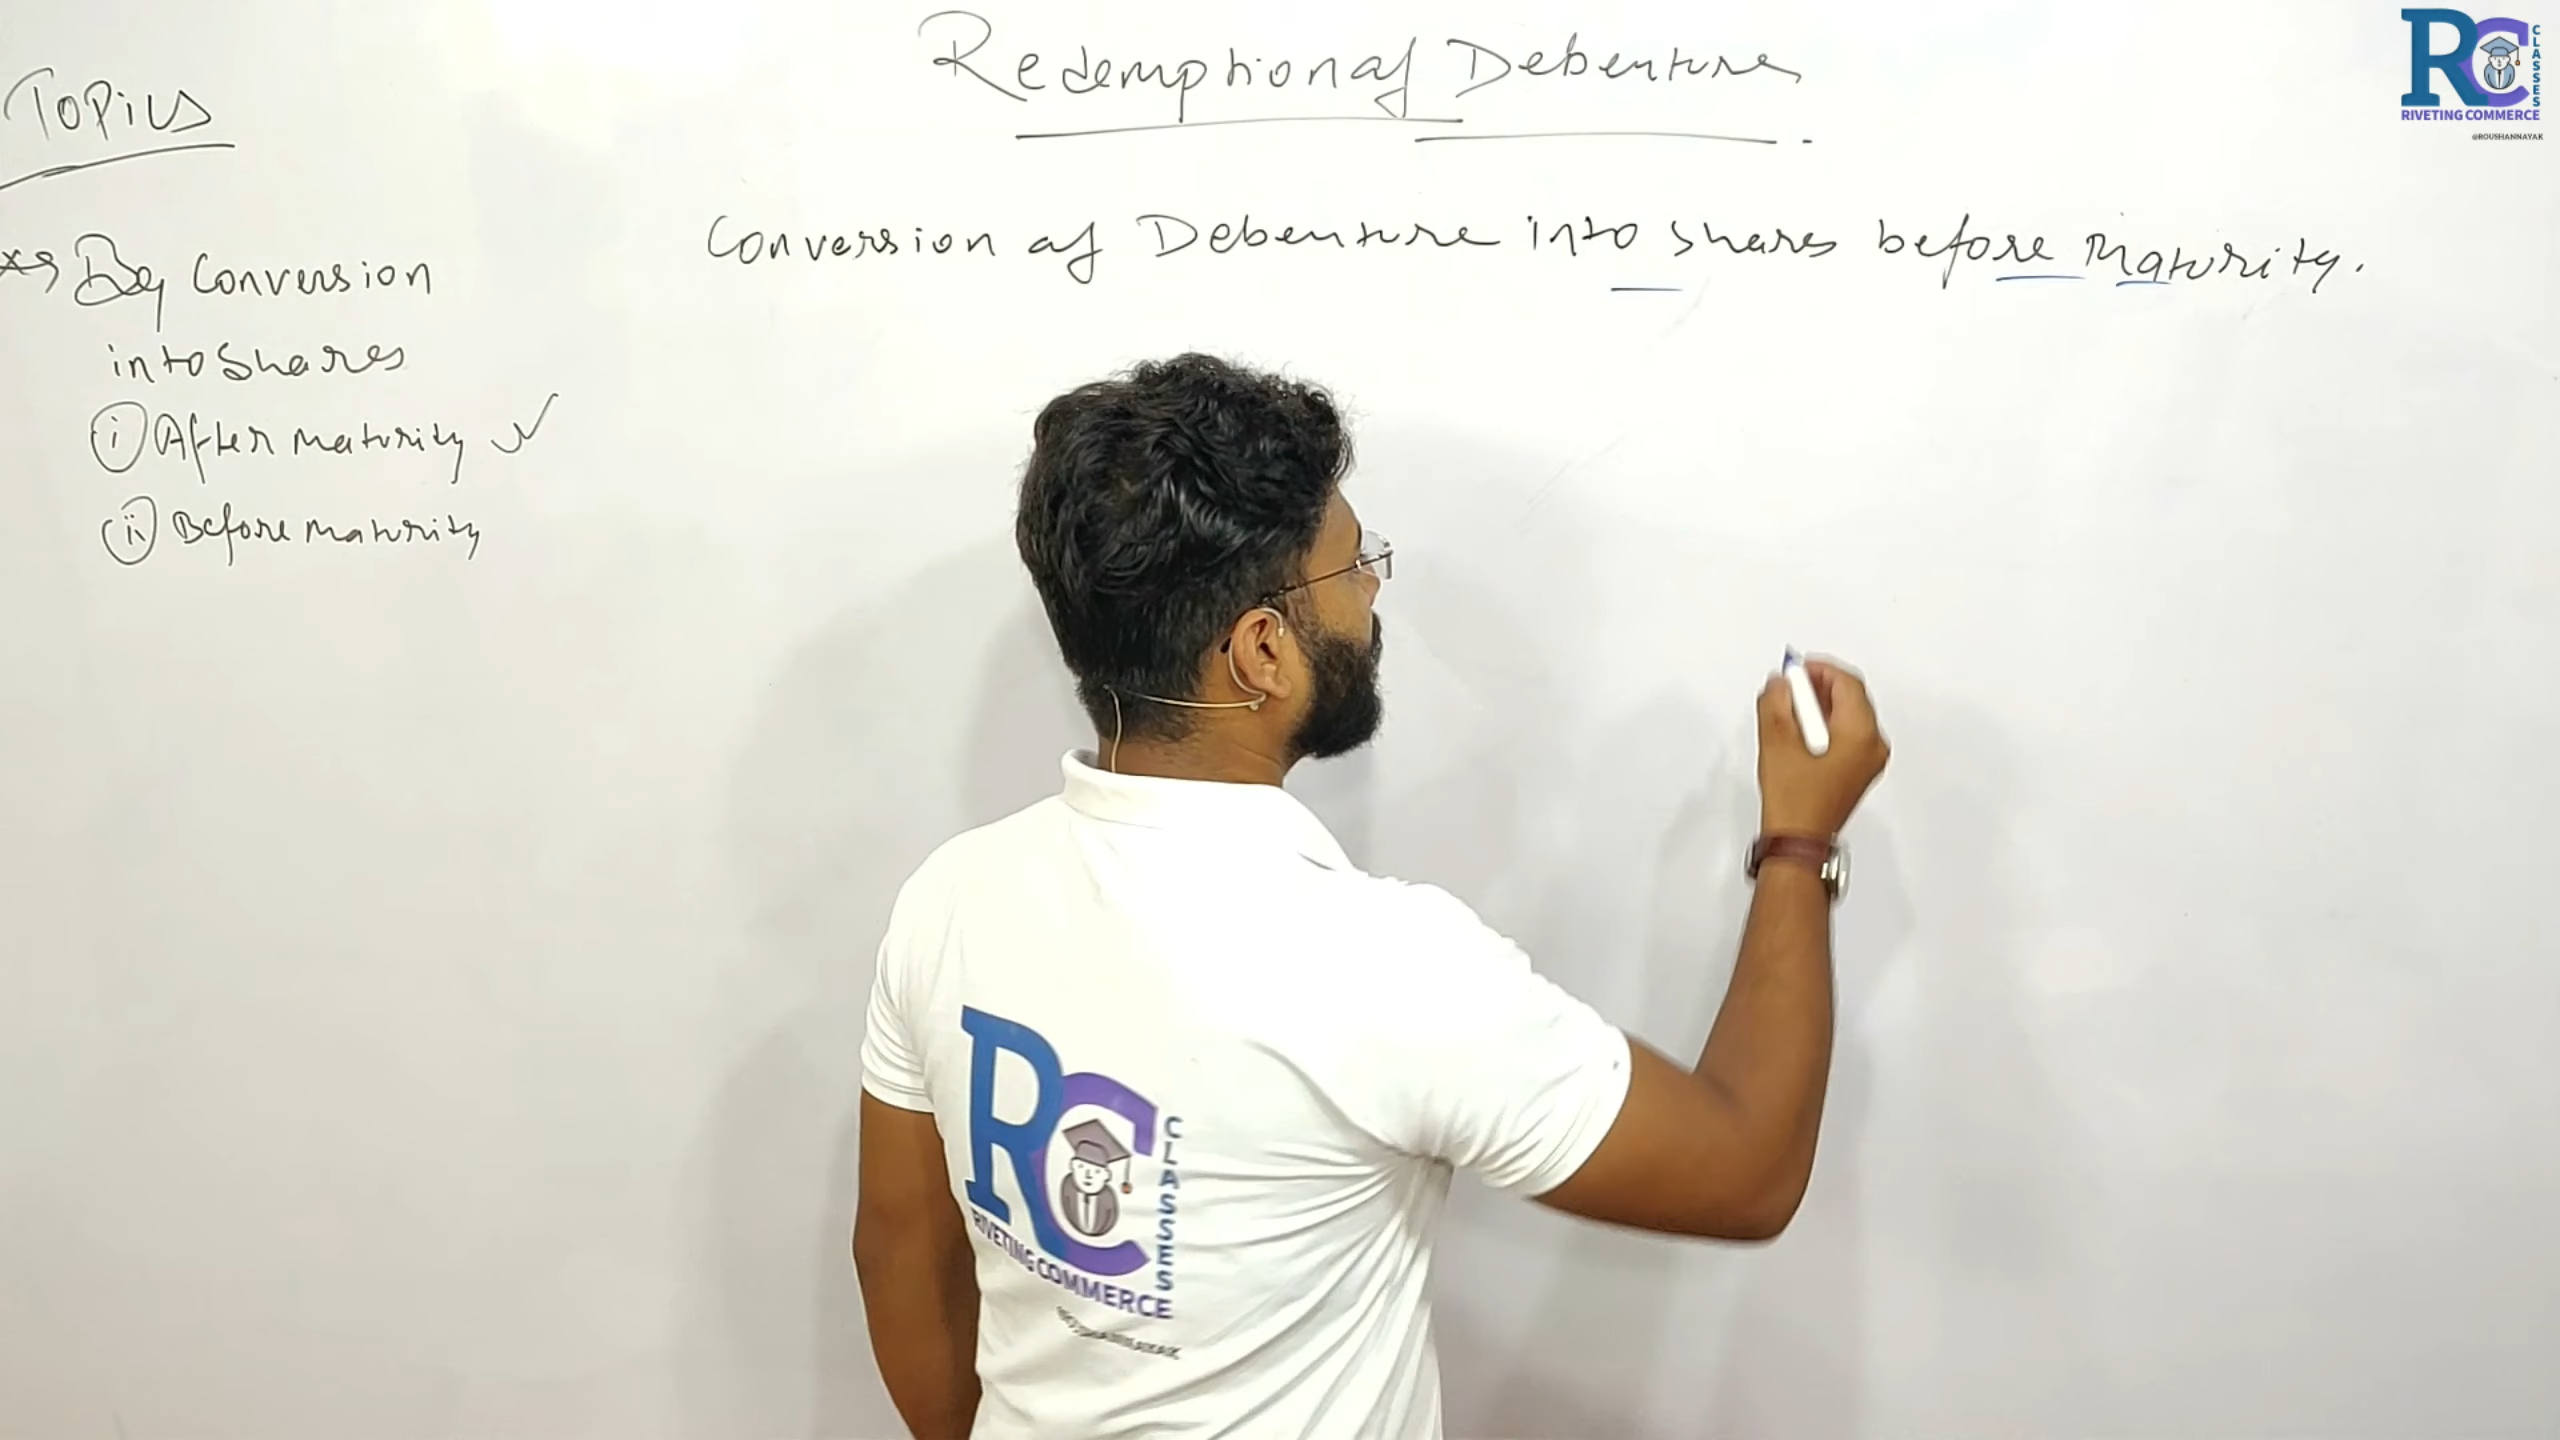 Redemption of Debenture
Topics
Conversion of Debenture into shares before Maturity.
By Conversion
into Shares
(i) After maturity ✓
(ii) Before maturity
RC
CLASSES
RIVETING COMMERCE
@ROUSHANNAYAK
RC
CLASSES
RIVETING COMMERCE